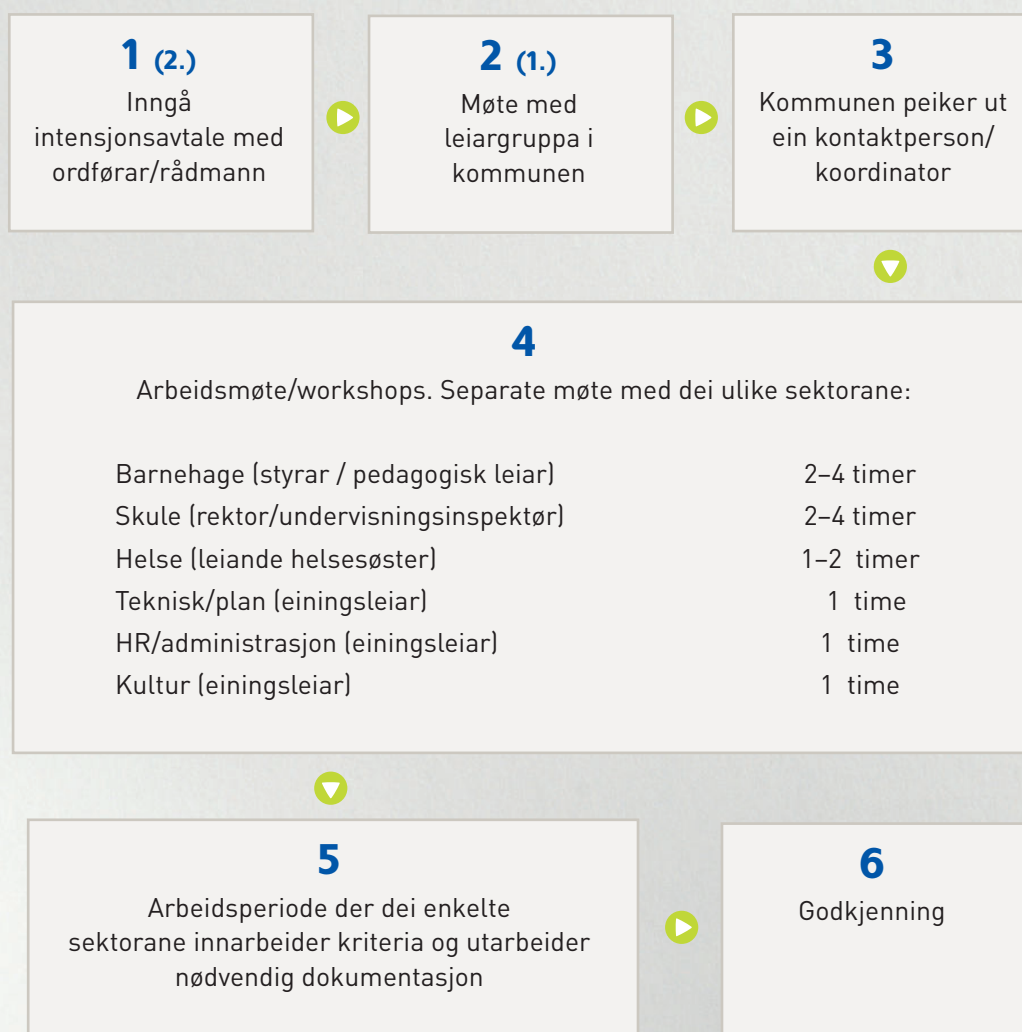 1 (2.)
Inngå
intensjonsavtale med
ordførar/rådmann
2 (1.)
Møte med
leiargruppa i
kommunen
3
Kommunen peiker ut
ein kontaktperson/
koordinator
4
Arbeidsmøte/workshops. Separate møte med dei ulike sektorane:
Barnehage (styrar / pedagogisk leiar) 2–4 timer
Skule (rektor/undervisningsinspektør) 2–4 timer
Helse (leiande helsesøster) 1–2 timer
Teknisk/plan (einingsleiar) 1 time
HR/administrasjon (einingsleiar) 1 time
Kultur (einingsleiar) 1 time
5
Arbeidsperiode der dei enkelte
sektorane innarbeider kriteria og utarbeider
nødvendig dokumentasjon
6
Godkjenning